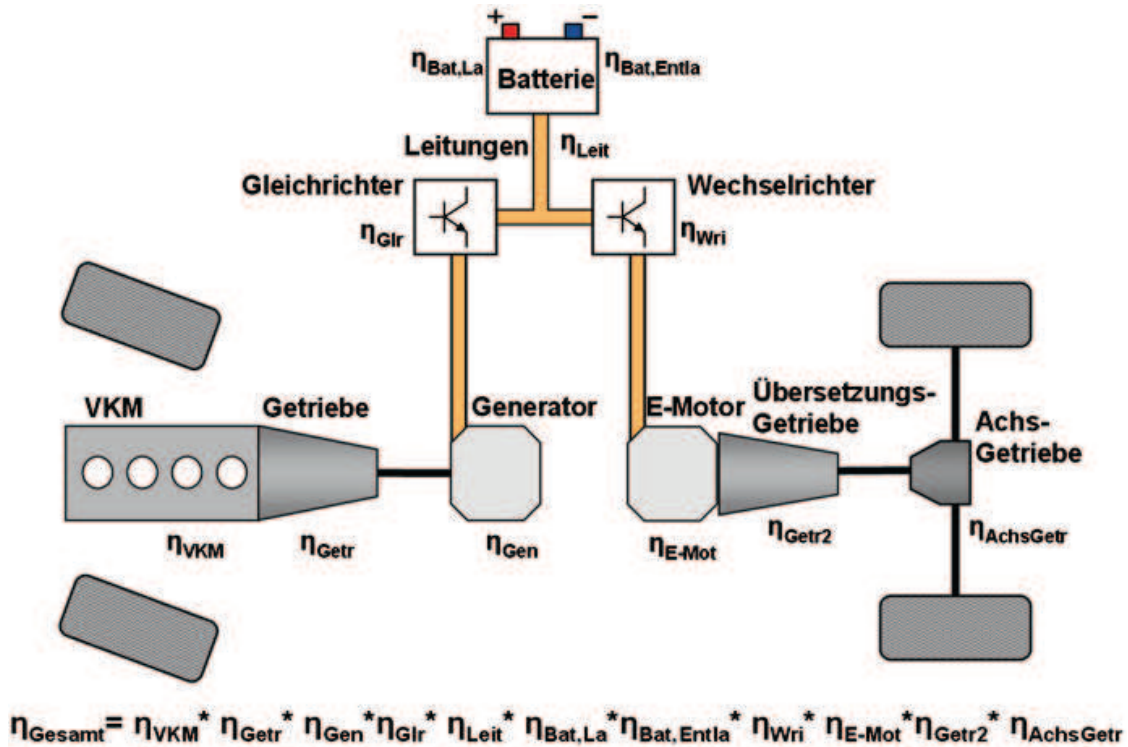 + −
ηBat,La Batterie ηBat,Entla
Leitungen ηLeit
Gleichrichter Wechselrichter
ηGlr ηWri
VKM Getriebe Generator E-Motor Übersetzungs-
Getriebe
Achs-
Getriebe
ηVKM ηGetr ηGen ηE-Mot ηGetr2 ηAchsGetr
ηGesamt= ηVKM* ηGetr* ηGen*ηGlr* ηLeit* ηBat,La*ηBat,Entla* ηWri* ηE-Mot*ηGetr2* ηAchsGetr